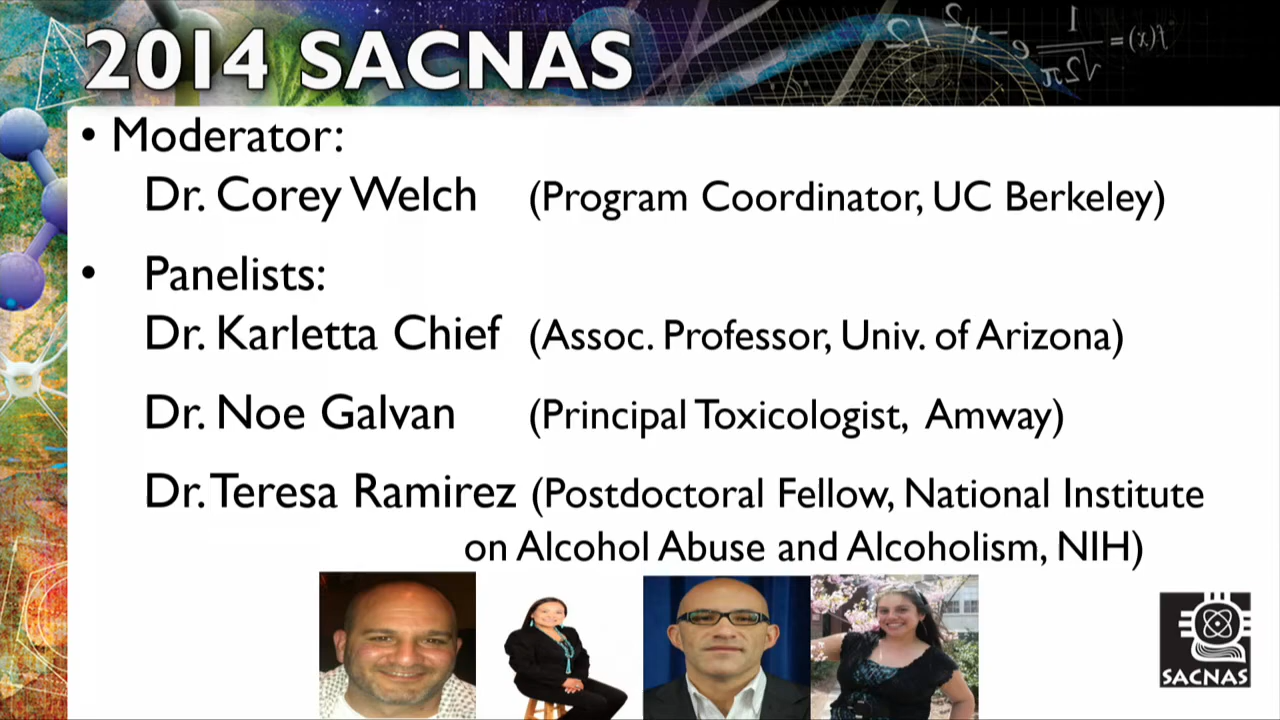 2014 SACNAS
• Moderator:
Dr. Corey Welch (Program Coordinator, UC Berkeley)
• Panelists:
Dr. Karletta Chief (Assoc. Professor, Univ. of Arizona)
Dr. Noe Galvan (Principal Toxicologist, Amway)
Dr. Teresa Ramirez (Postdoctoral Fellow, National Institute
on Alcohol Abuse and Alcoholism, NIH)
SACNAS